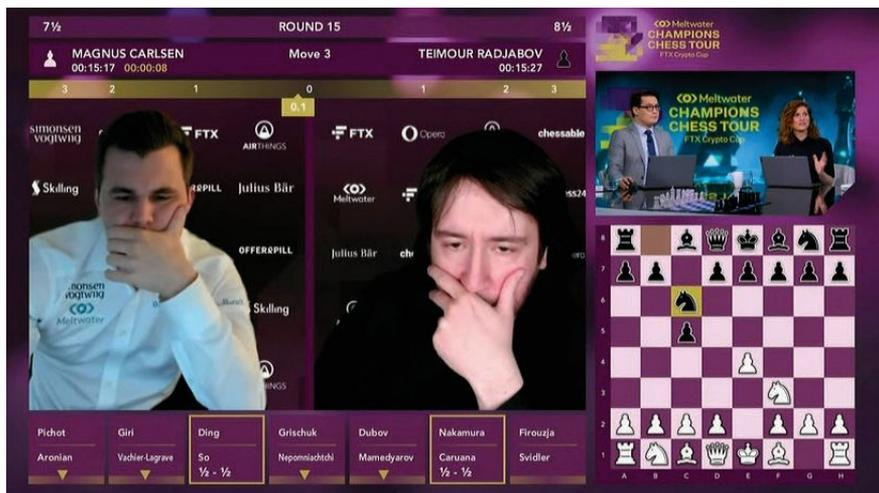 7½ ROUND 15 8½
MAGNUS CARLSEN Move 3 TEIMOUR RADJABOV
00:15:17 00:00:08 00:15:27
3 2 1 0 1 2 3
0.1
simonsen
vogtwiig
FTX
AIRTHINGS
FTX
Opera
chessable
Skilling
Julius Bär
Meltwater
OFFERSPILL
Julius Bär
Skilling
Meltwater
Meltwater
CHAMPIONS
CHESS TOUR
FTX Crypto Cup
Meltwater
CHAMPIONS
CHESS TOUR
FTX Crypto Cup
8
7
6
5
4
3
2
1
A B C D E F G H
Pichot Giri Ding Grischuk Dubov Nakamura Firouzja
Aronian Vachier-Lagrave So Nepomniachtchi Mamedyarov Caruana Svidler
½ - ½ ½ - ½